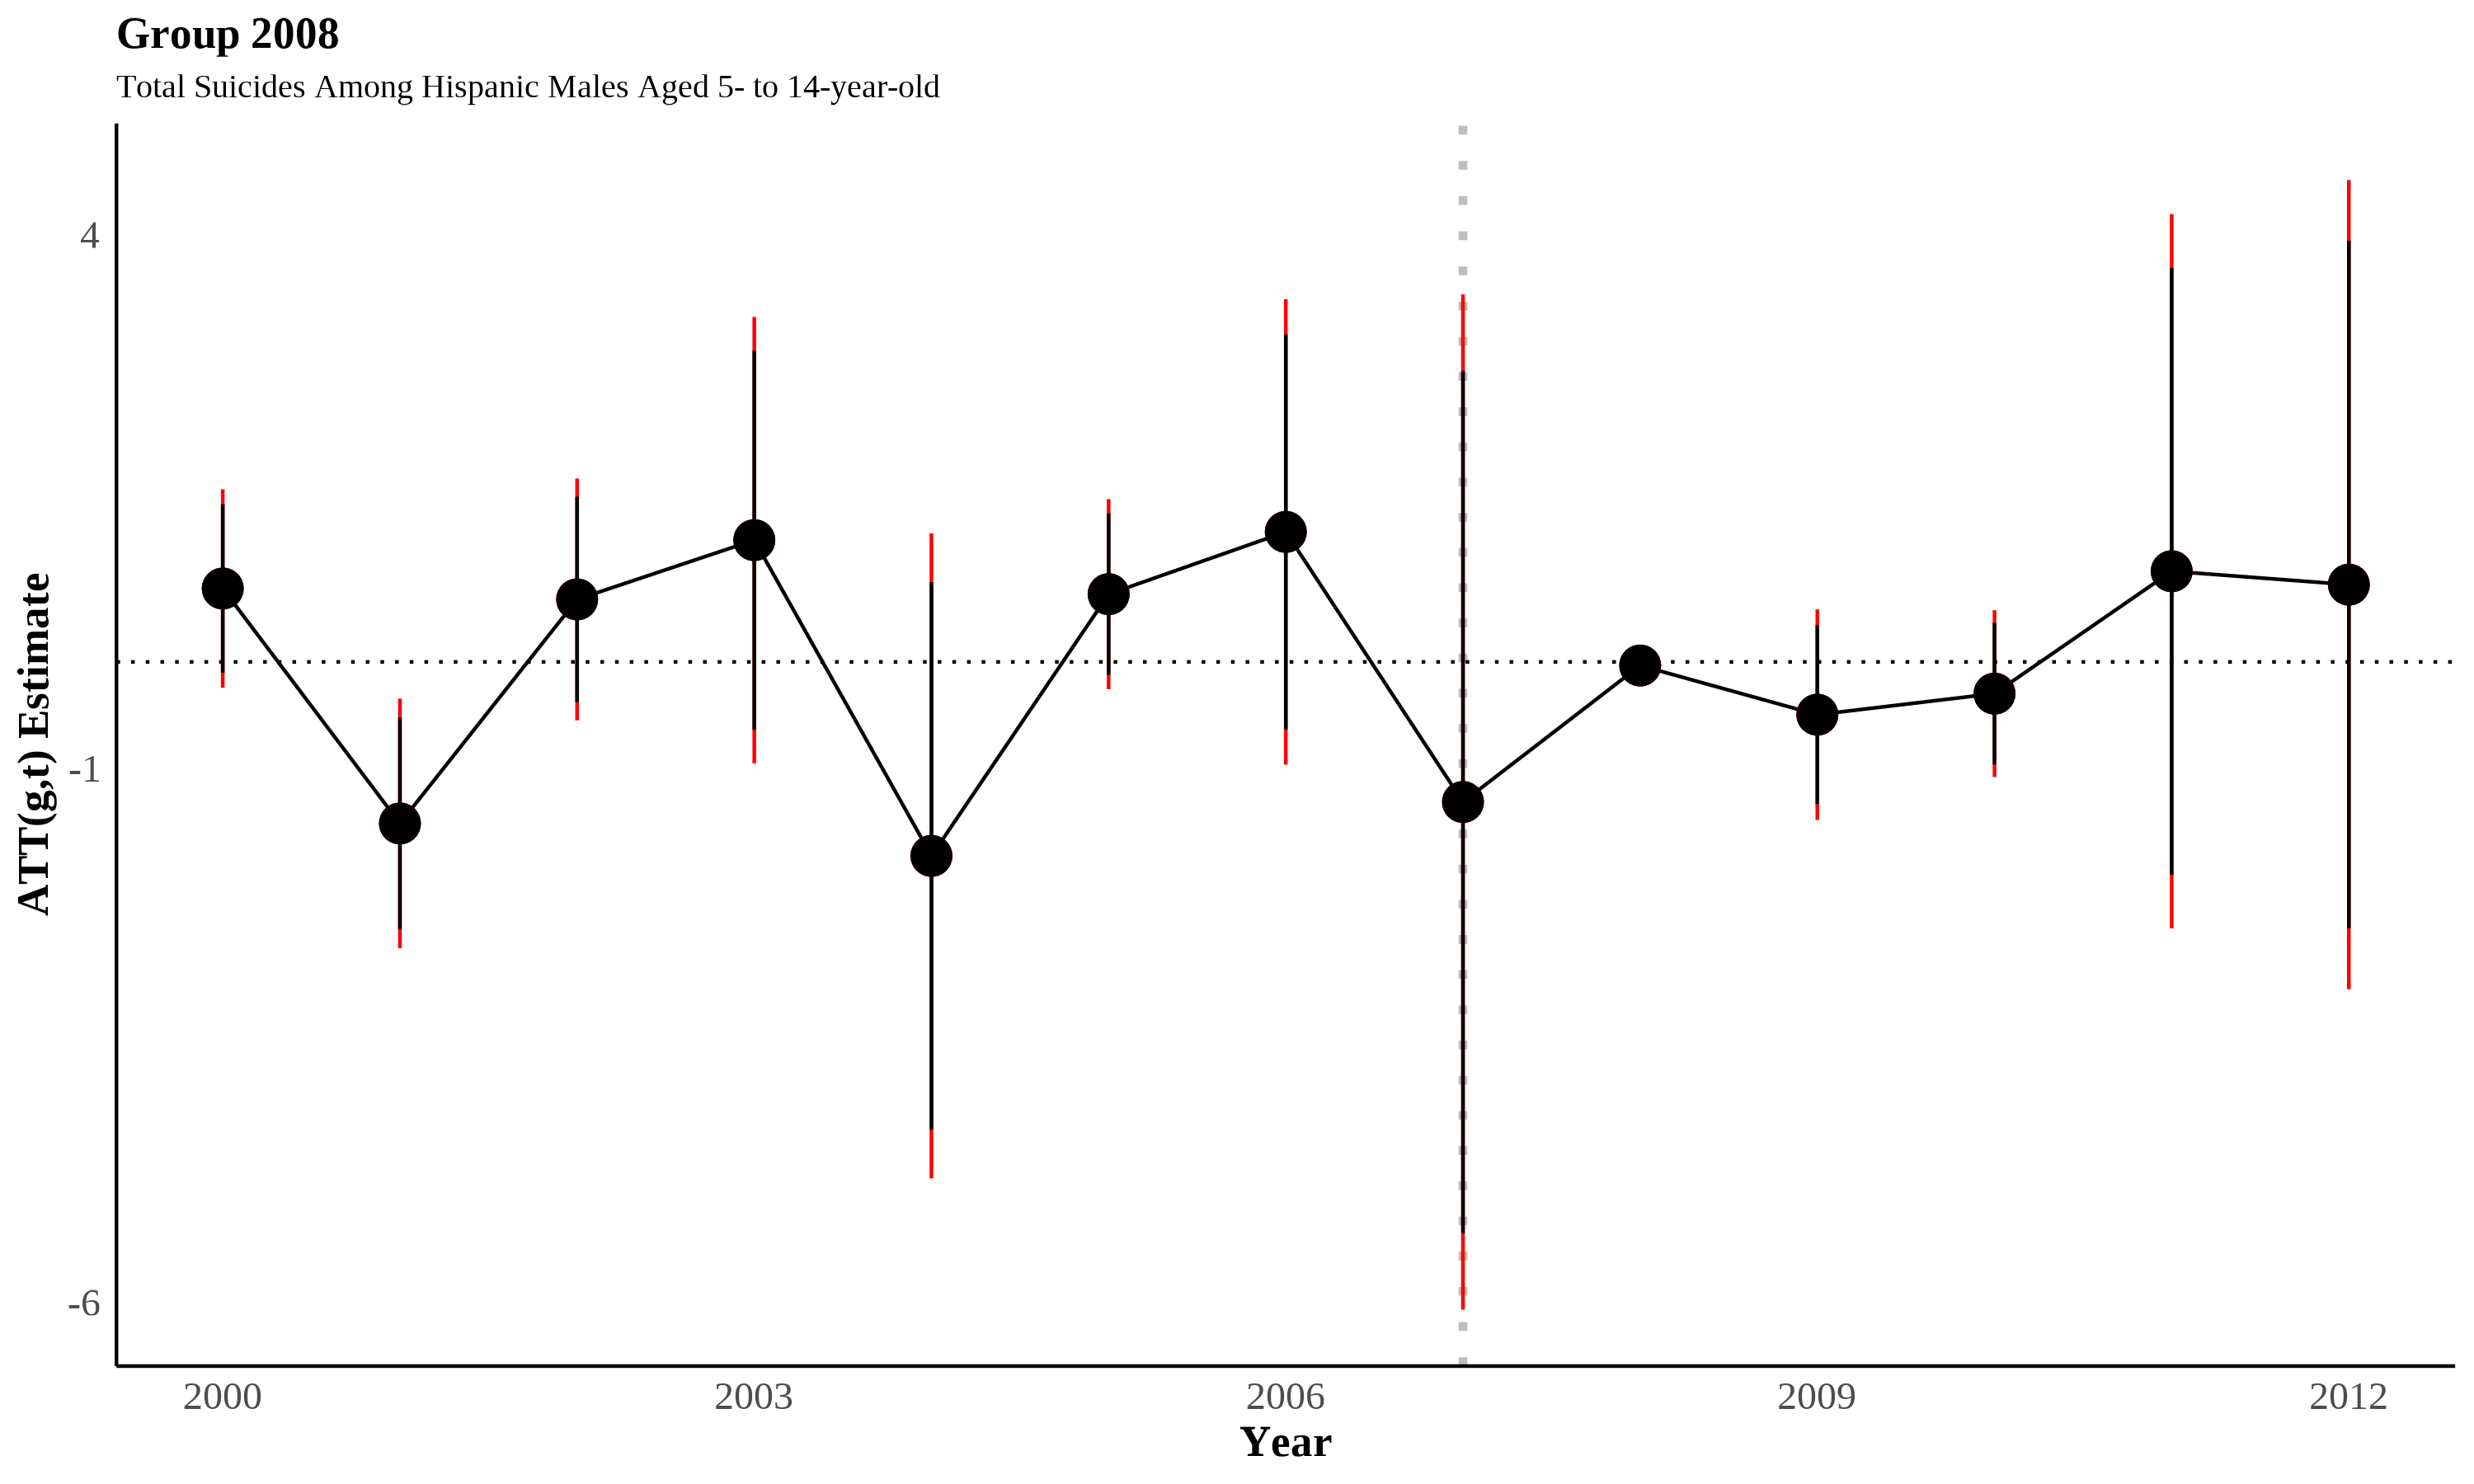 Group 2008
Total Suicides Among Hispanic Males Aged 5- to 14-year-old
ATT(g,t) Estimate
4
-1
-6
2000 2003 2006 2009 2012
Year